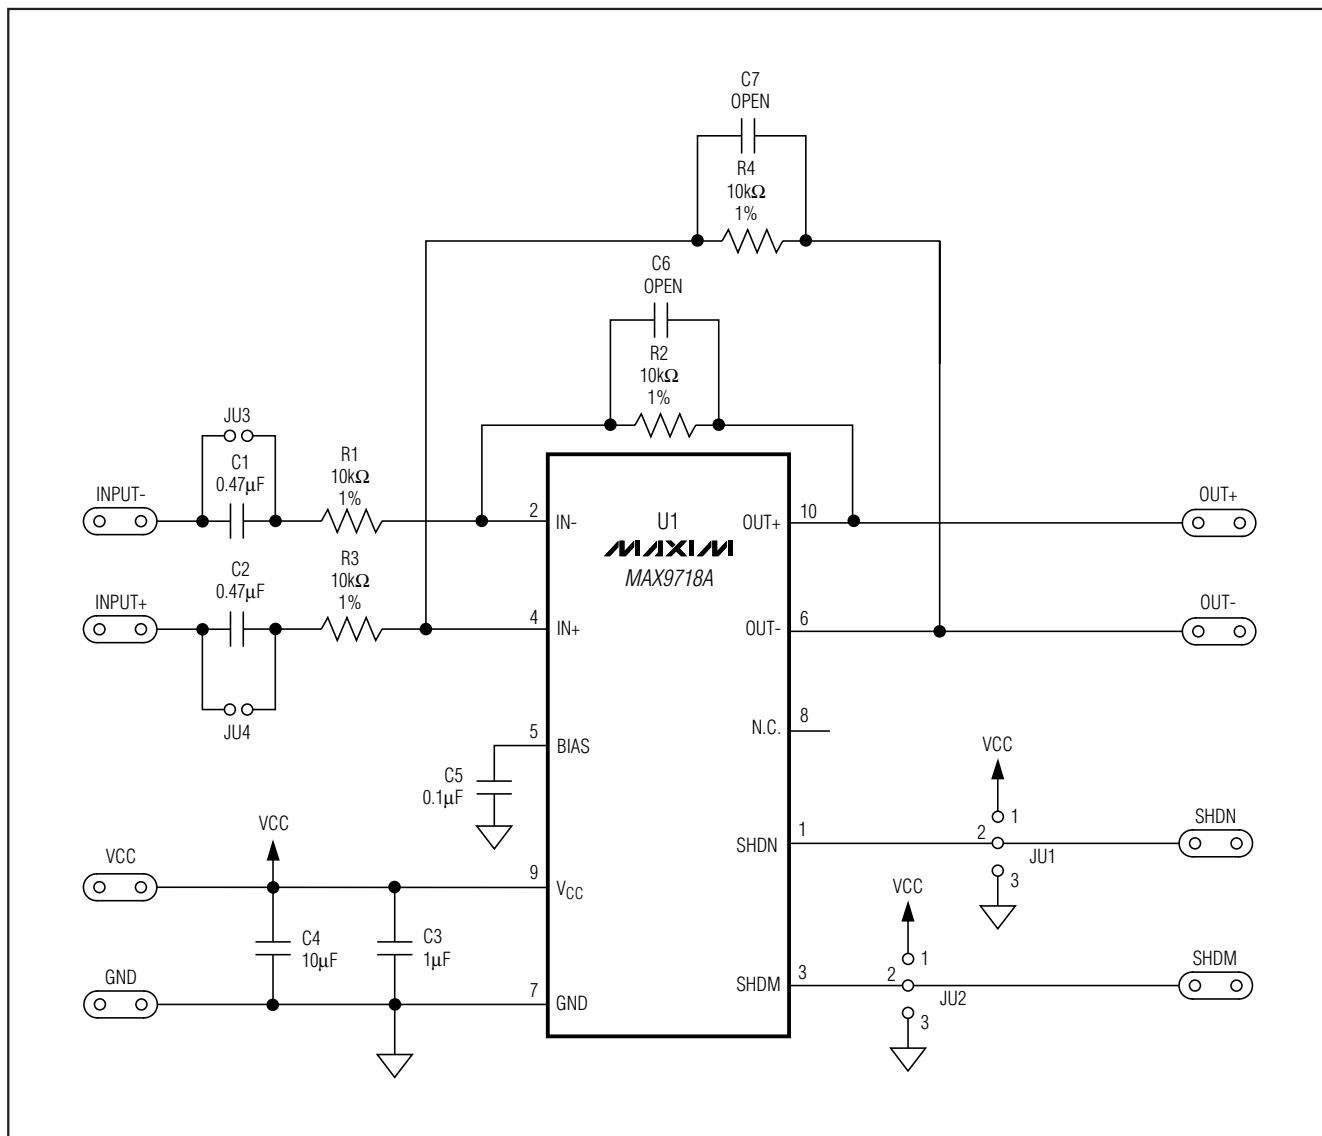 C7
OPEN
R4
10kΩ
1%
C6
OPEN
R2
10kΩ
1%
JU3
C1
0.47µF
R1
10kΩ
1%
INPUT-
2
IN-
U1
MAXIM
MAX9718A
OUT+
10
OUT+
C2
0.47µF
R3
10kΩ
1%
INPUT+
4
IN+
OUT-
6
OUT-
JU4
5
BIAS
N.C.
8
C5
0.1µF
VCC
1
2
3
JU1
SHDN
1
SHDN
VCC
VCC
9
VCC
C4
10µF
C3
1µF
VCC
1
2
3
JU2
SHDM
3
SHDM
GND
7
GND